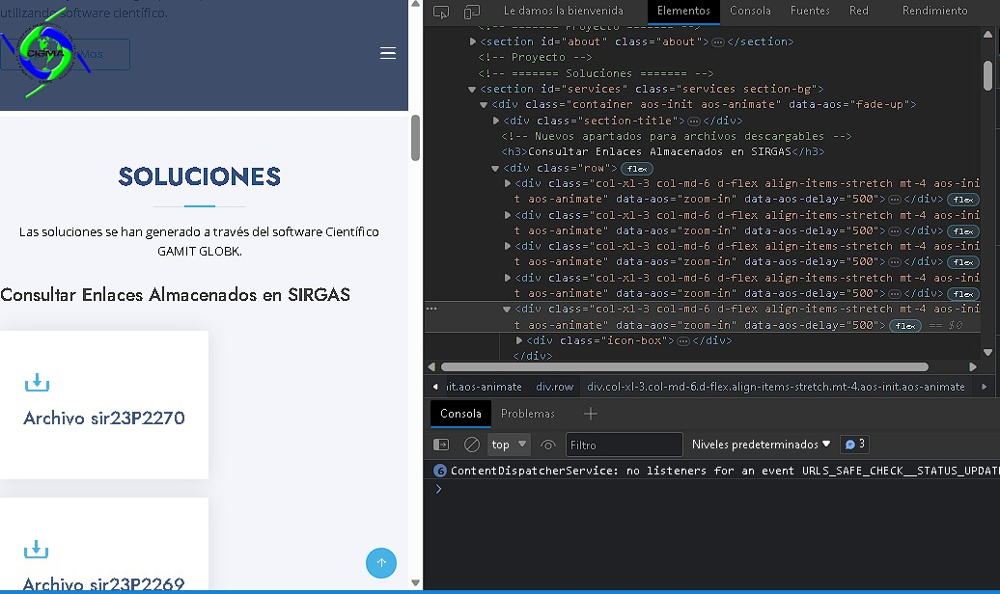 utilizando software científico.
CIGMA
Mas
SOLUCIONES
Las soluciones se han generado a través del software Científico
GAMIT GLOBK.
Consultar Enlaces Almacenados en SIRGAS
Archivo sir23P2270
Archivo sir23P2269
Le damos la bienvenida Elementos Consola Fuentes Red Rendimiento
<!-- ======= Proyecto ======= -->
<section id="about" class="about"> ⋯ </section>
<!-- Proyecto -->
<!-- ======= Soluciones ======= -->
<section id="services" class="services section-bg">
<div class="container aos-init aos-animate" data-aos="fade-up">
<div class="section-title"> ⋯ </div>
<!-- Nuevos apartados para archivos descargables -->
<h3>Consultar Enlaces Almacenados en SIRGAS</h3>
<div class="row"> flex
<div class="col-xl-3 col-md-6 d-flex align-items-stretch mt-4 aos-ini
t aos-animate" data-aos="zoom-in" data-aos-delay="500"> ⋯ </div> flex
<div class="col-xl-3 col-md-6 d-flex align-items-stretch mt-4 aos-ini
t aos-animate" data-aos="zoom-in" data-aos-delay="500"> ⋯ </div> flex
<div class="col-xl-3 col-md-6 d-flex align-items-stretch mt-4 aos-ini
t aos-animate" data-aos="zoom-in" data-aos-delay="500"> ⋯ </div> flex
<div class="col-xl-3 col-md-6 d-flex align-items-stretch mt-4 aos-ini
t aos-animate" data-aos="zoom-in" data-aos-delay="500"> ⋯ </div> flex
<div class="col-xl-3 col-md-6 d-flex align-items-stretch mt-4 aos-ini
t aos-animate" data-aos="zoom-in" data-aos-delay="500"> flex == $0
<div class="icon-box"> ⋯ </div>
</div>
nit.aos-animate div.row div.col-xl-3.col-md-6.d-flex.align-items-stretch.mt-4.aos-init.aos-animate
Consola Problemas
top Filtro Niveles predeterminados 3
6 ContentDispatcherService: no listeners for an event URLS_SAFE_CHECK__STATUS_UPDATE